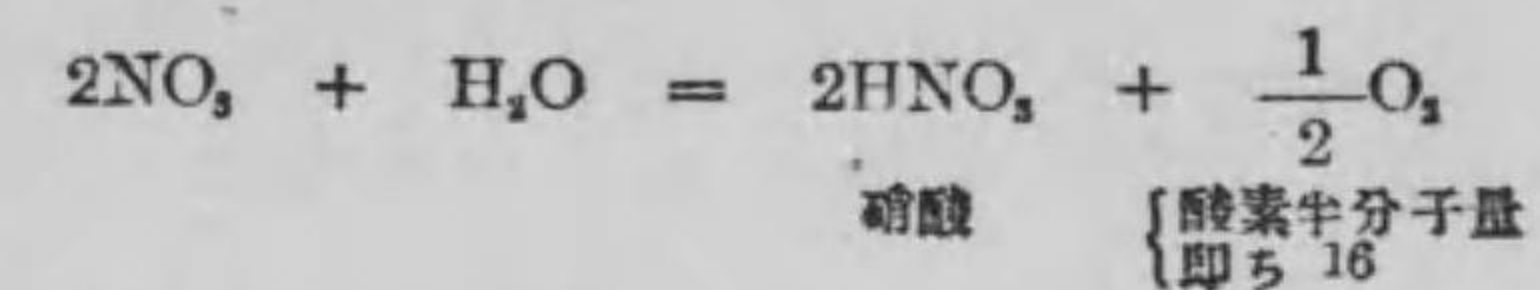 2NO₃ + H₂O = 2HNO₃ + 1/2 O₂
硝酸 {酸素半分子量
即ち 16